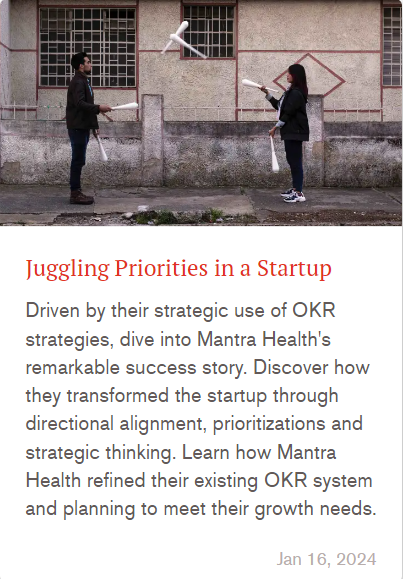 Juggling Priorities in a Startup
Driven by their strategic use of OKR
strategies, dive into Mantra Health's
remarkable success story. Discover how
they transformed the startup through
directional alignment, prioritizations and
strategic thinking. Learn how Mantra
Health refined their existing OKR system
and planning to meet their growth needs.
Jan 16, 2024